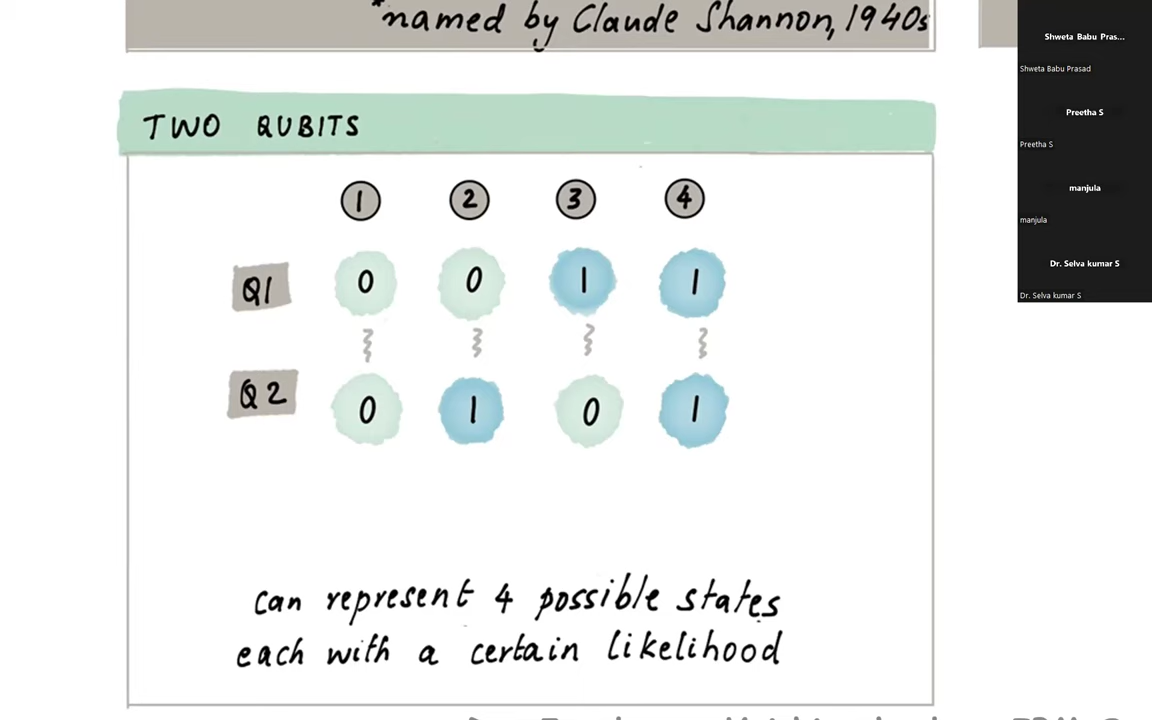 *named by Claude Shannon, 1940s
TWO QUBITS
1 2 3 4
Q1 0 0 1 1
Q2 0 1 0 1
can represent 4 possible states
each with a certain likelihood
Shweta Babu Pras...
Shweta Babu Prasad
Preetha S
Preetha S
manjula
manjula
Dr. Selva kumar S
Dr. Selva kumar S